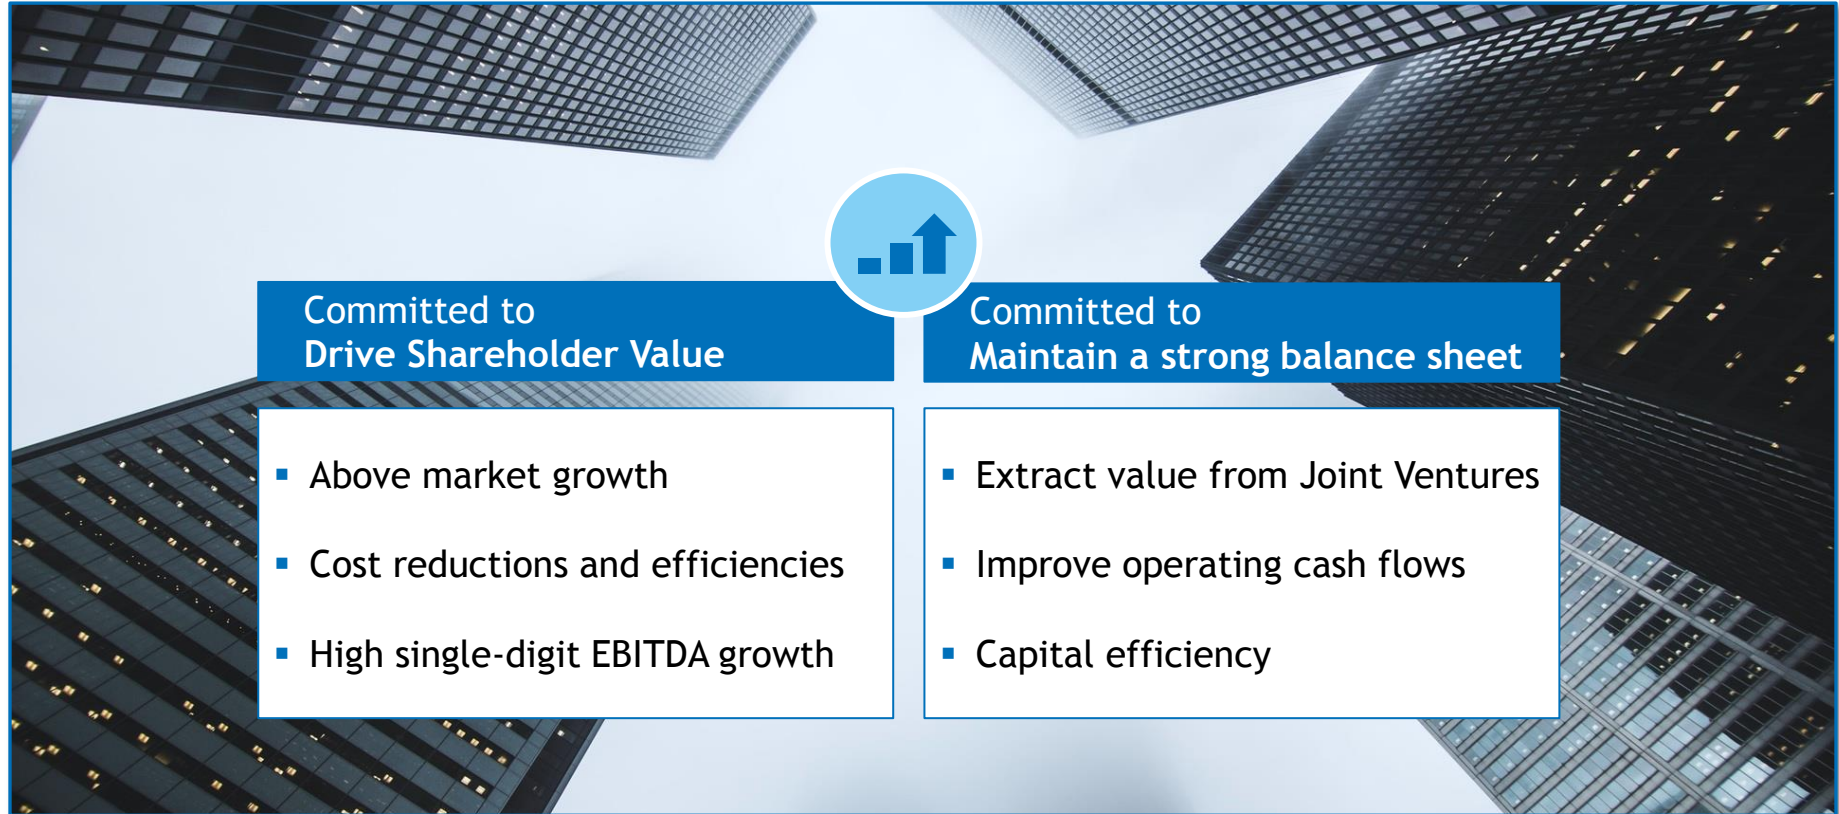 Committed to
Drive Shareholder Value
▪ Above market growth
▪ Cost reductions and efficiencies
▪ High single-digit EBITDA growth
Committed to
Maintain a strong balance sheet
▪ Extract value from Joint Ventures
▪ Improve operating cash flows
▪ Capital efficiency